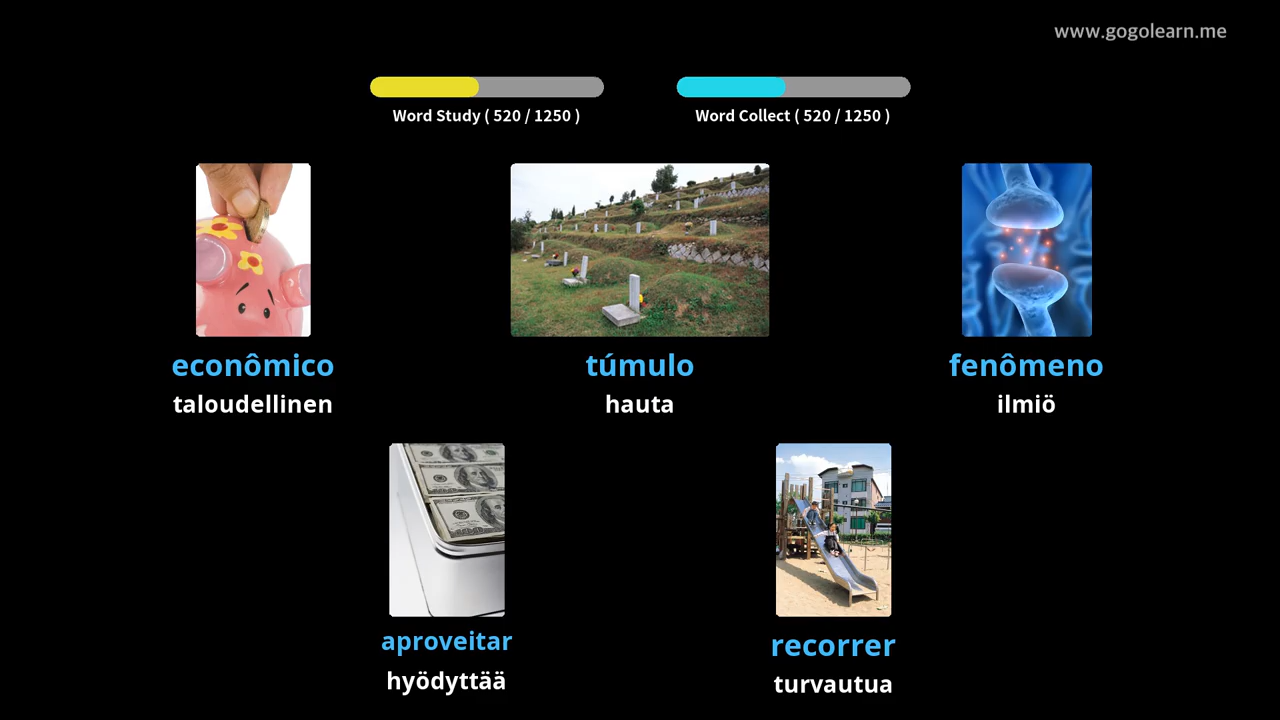 www.gogolearn.me
Word Study ( 520 / 1250 )
Word Collect ( 520 / 1250 )
econômico
taloudellinen
túmulo
hauta
fenômeno
ilmiö
aproveitar
hyödyttää
recorrer
turvautua